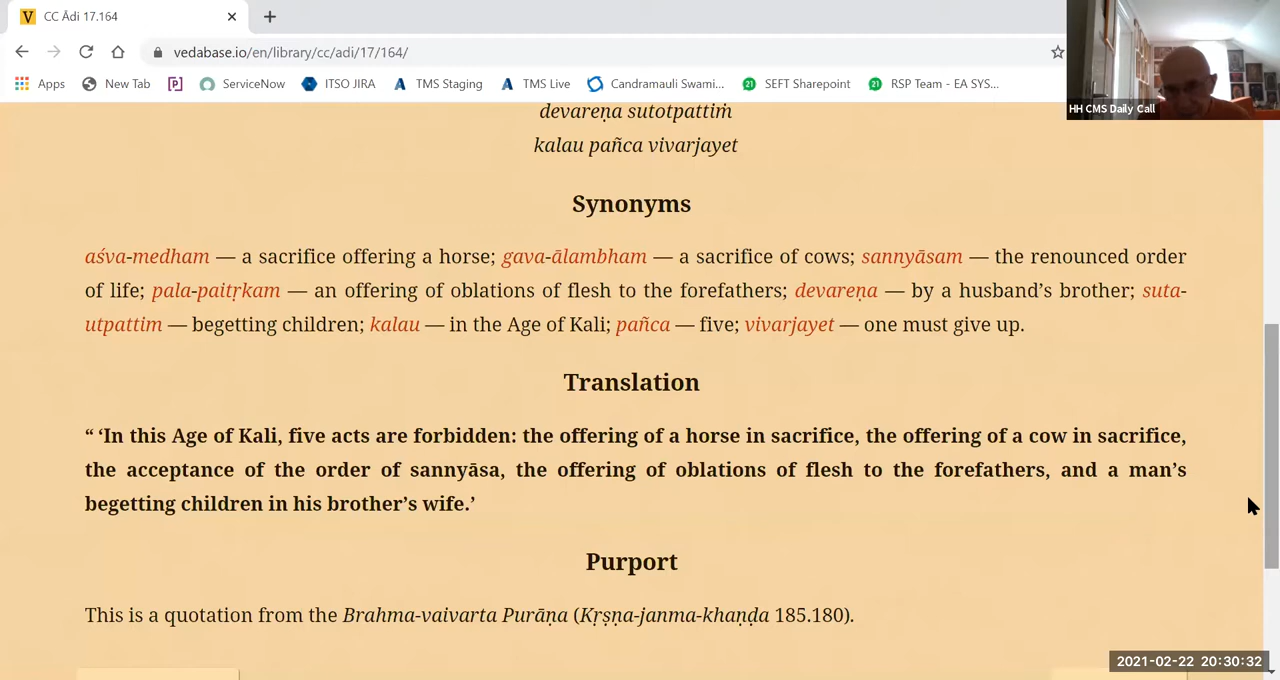 CC Ādi 17.164
vedabase.io/en/library/cc/adi/17/164/
Apps New Tab ServiceNow ITSO JIRA TMS Staging TMS Live Candramauli Swami... SEFT Sharepoint RSP Team - EA SYS...
HH CMS Daily Call
devareṇa sutotpattiṁ
kalau pañca vivarjayet
Synonyms
aśva-medham — a sacrifice offering a horse; gava-ālambham — a sacrifice of cows; sannyāsam — the renounced order
of life; pala-paitṛkam — an offering of oblations of flesh to the forefathers; devareṇa — by a husband’s brother; suta-
utpattim — begetting children; kalau — in the Age of Kali; pañca — five; vivarjayet — one must give up.
Translation
“ ‘In this Age of Kali, five acts are forbidden: the offering of a horse in sacrifice, the offering of a cow in sacrifice,
the acceptance of the order of sannyāsa, the offering of oblations of flesh to the forefathers, and a man’s
begetting children in his brother’s wife.’
Purport
This is a quotation from the Brahma-vaivarta Purāṇa (Kṛṣṇa-janma-khaṇḍa 185.180).
2021-02-22 20:30:32